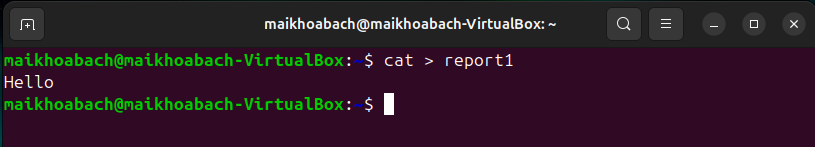 maikhoabach@maikhoabach-VirtualBox: ~
maikhoabach@maikhoabach-VirtualBox:~$ cat > report1
Hello
maikhoabach@maikhoabach-VirtualBox:~$